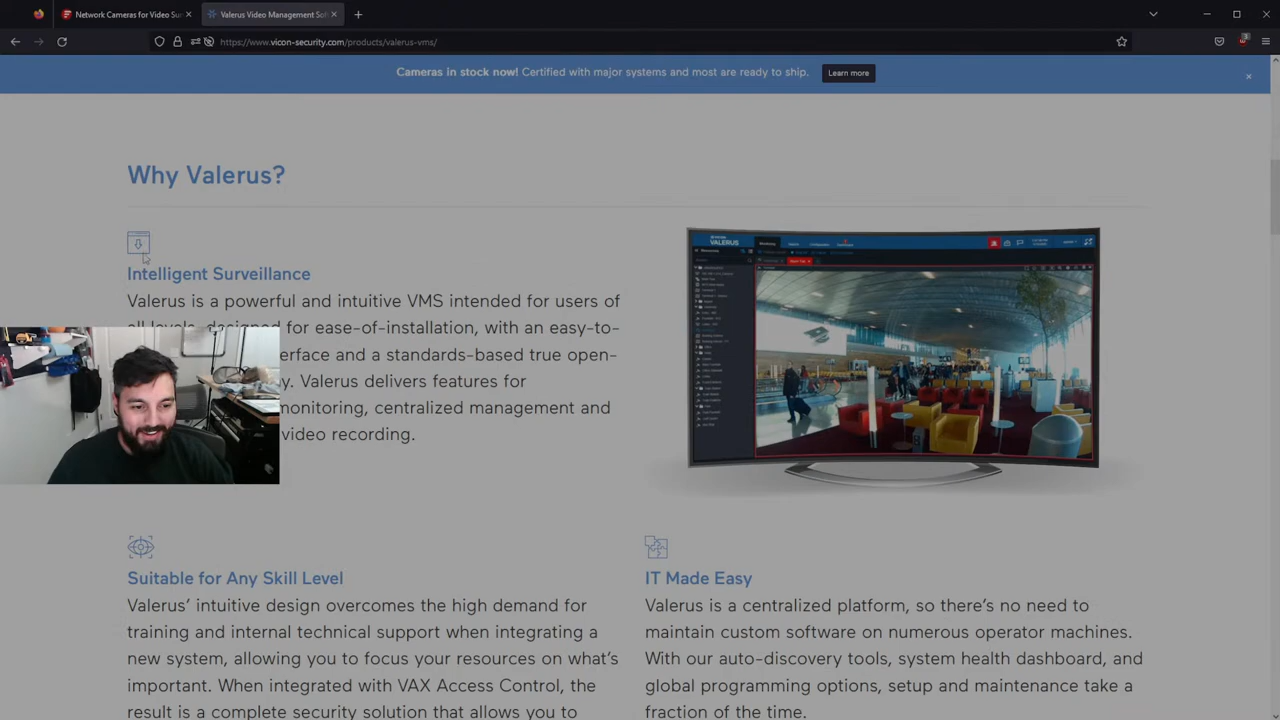 Network Cameras for Video Sur
Valerus Video Management Sof
https://www.vicon-security.com/products/valerus-vms/
Cameras in stock now! Certified with major systems and most are ready to ship.
Learn more
Why Valerus?
Intelligent Surveillance
Valerus is a powerful and intuitive VMS intended for users of
all levels, designed for ease-of-installation, with an easy-to-
erface and a standards-based true open-
y. Valerus delivers features for
monitoring, centralized management and
video recording.
VALERUS
Suitable for Any Skill Level
Valerus’ intuitive design overcomes the high demand for
training and internal technical support when integrating a
new system, allowing you to focus your resources on what’s
important. When integrated with VAX Access Control, the
result is a complete security solution that allows you to
IT Made Easy
Valerus is a centralized platform, so there’s no need to
maintain custom software on numerous operator machines.
With our auto-discovery tools, system health dashboard, and
global programming options, setup and maintenance take a
fraction of the time.